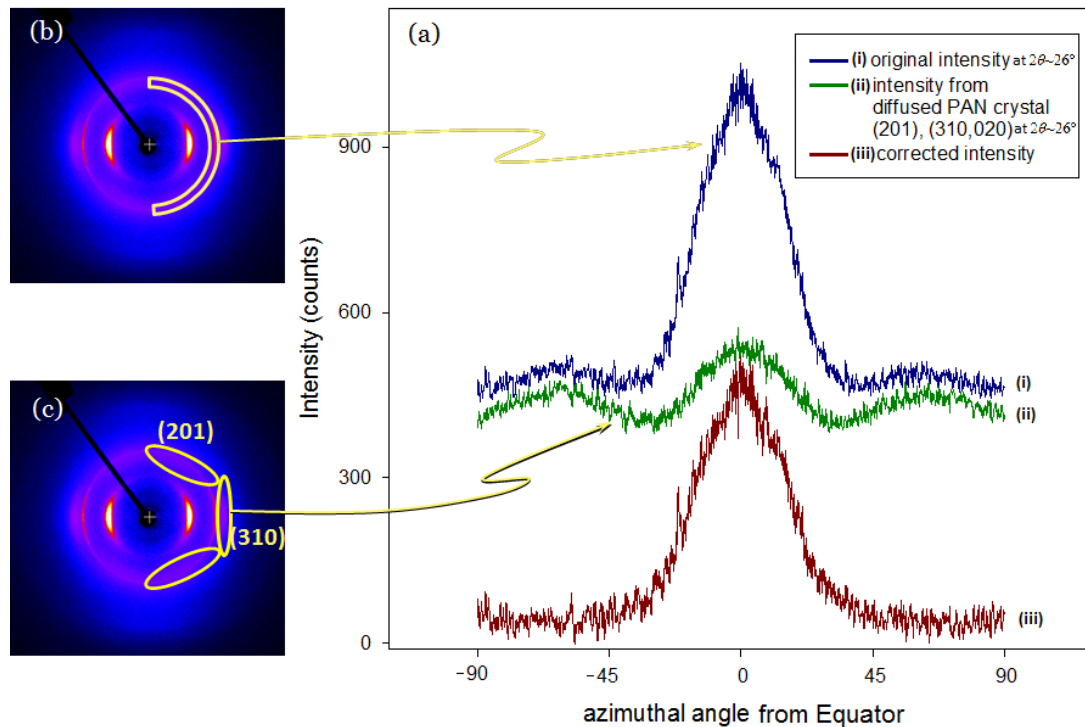 (b)
(a)
(i) original intensity at 2θ~26°
(ii) intensity from
diffused PAN crystal
(201), (310,020) at 2θ~26°
(iii) corrected intensity
900
600
300
0
Intensity (counts)
(i)
(ii)
(iii)
(c)
(201)
(310)
−90
−45
0
45
90
azimuthal angle from Equator